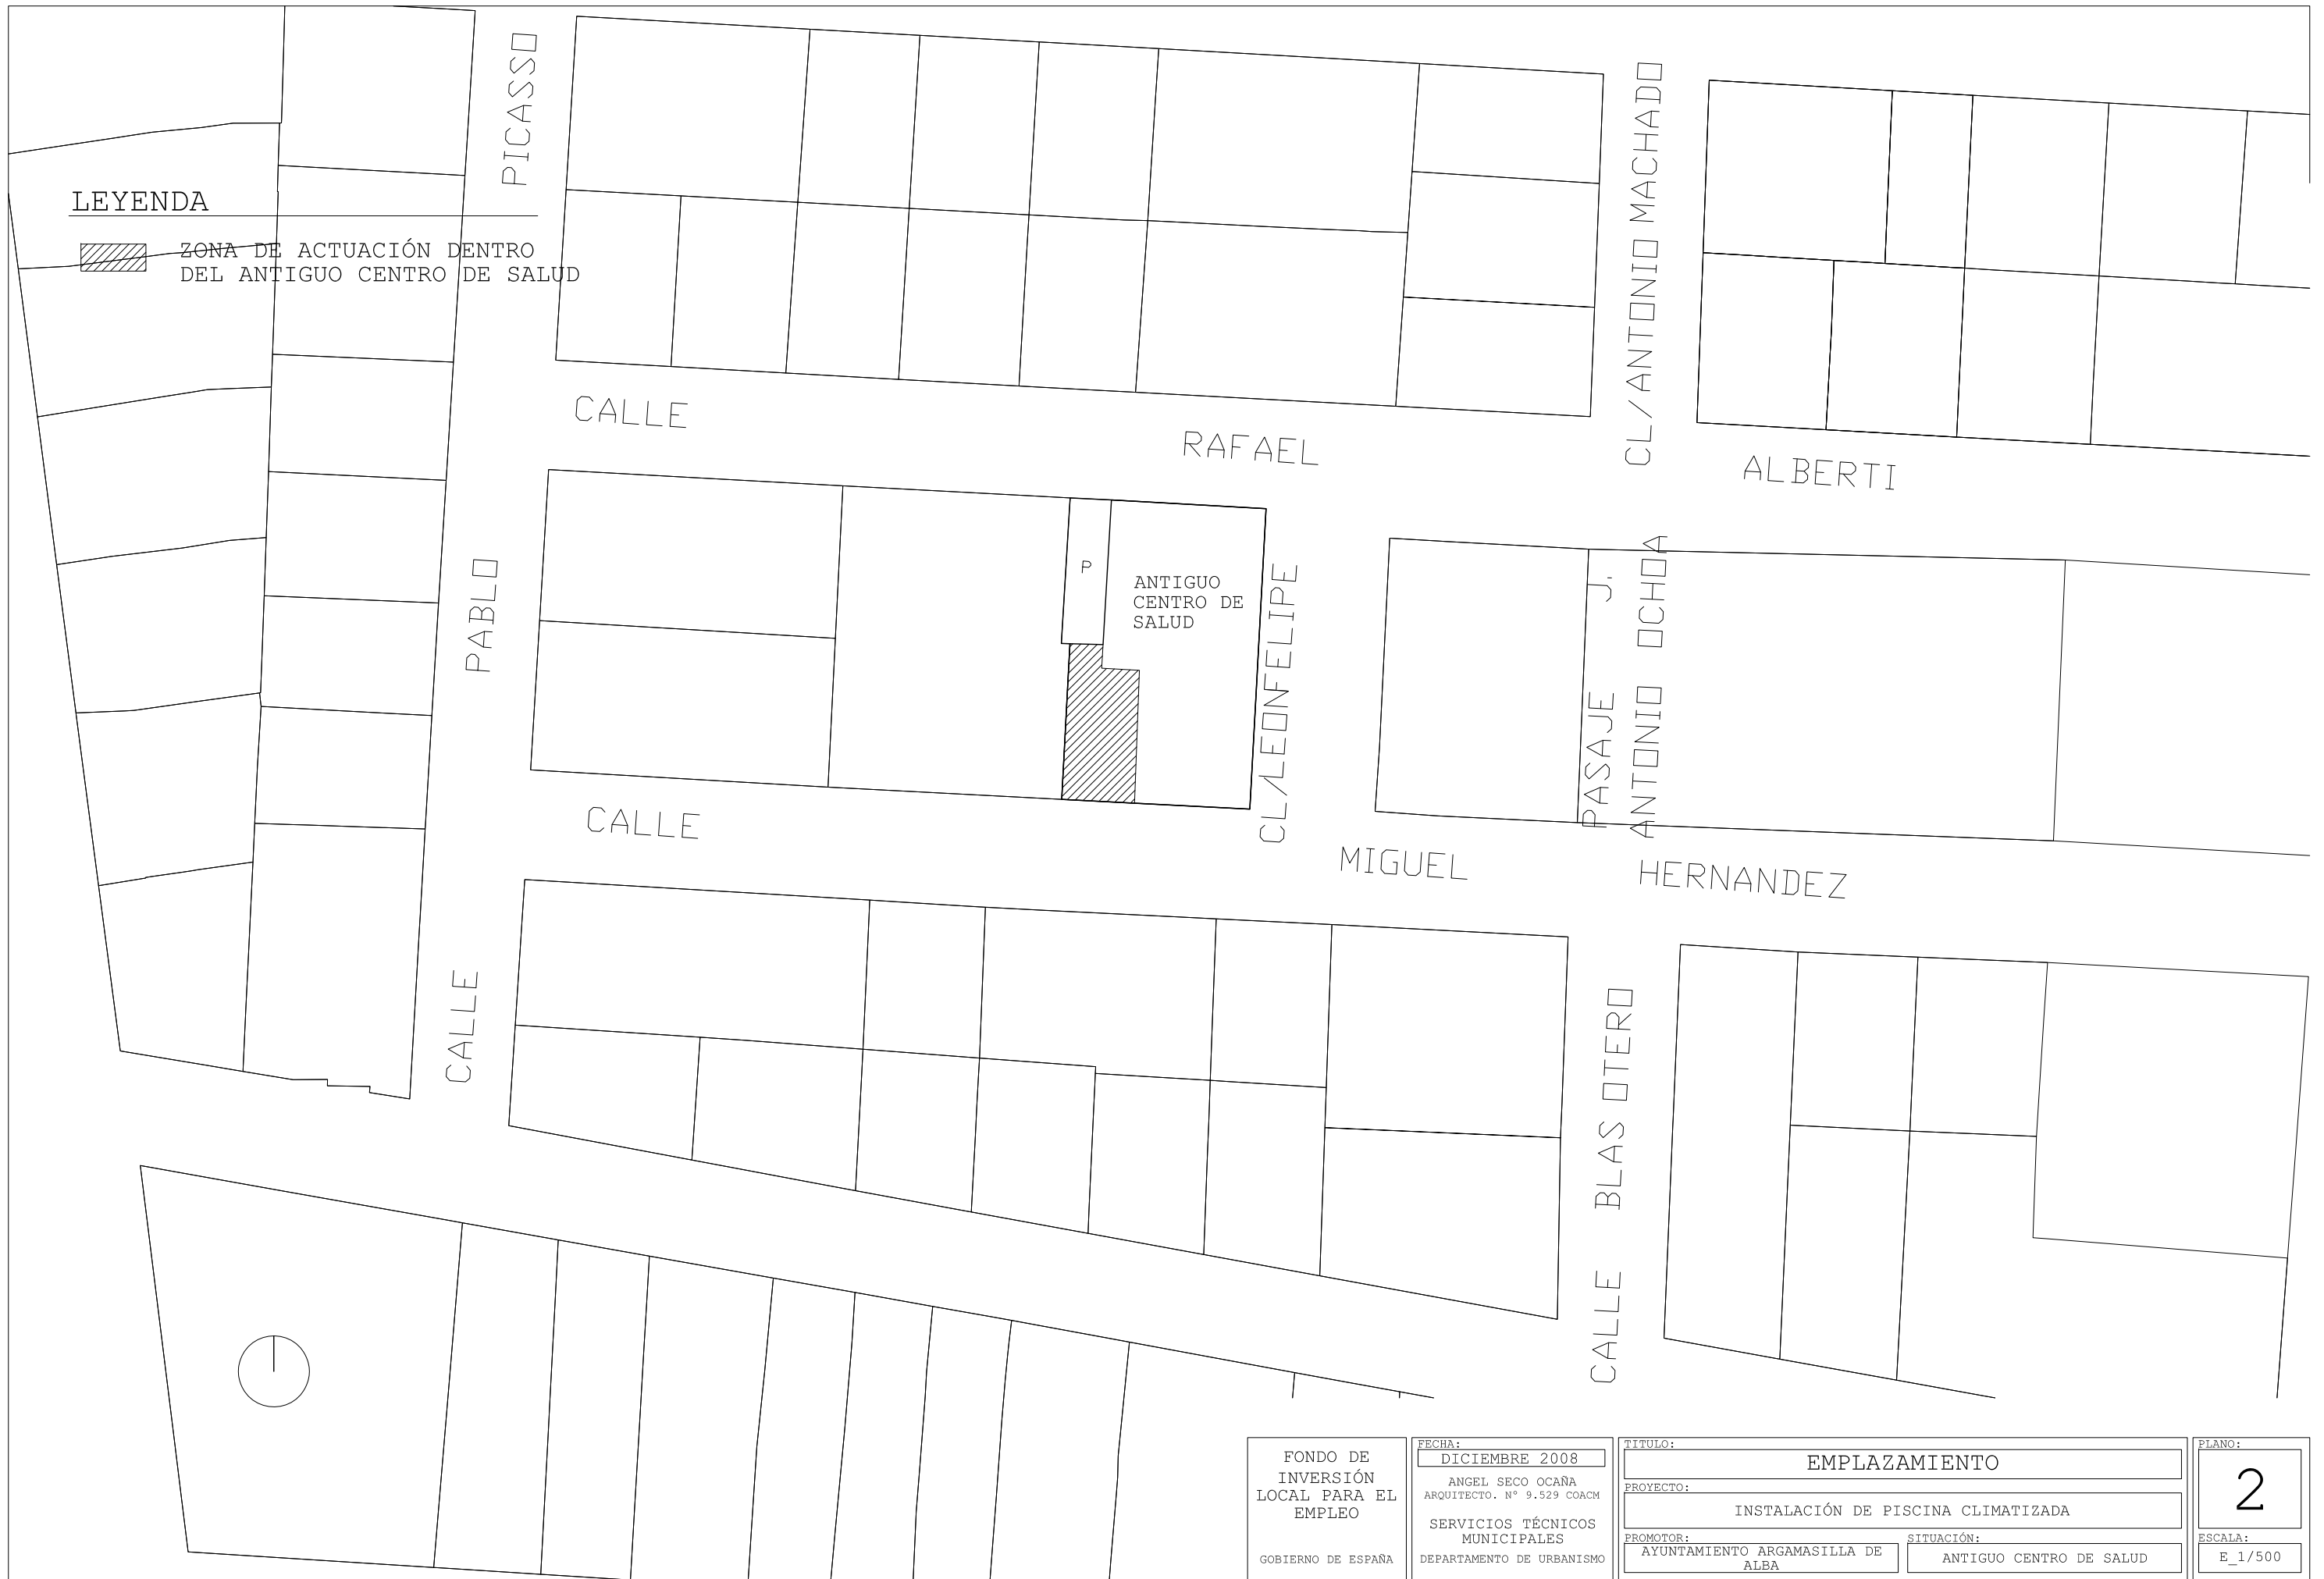 PICASSO
CL/ANTONIO MACHADO
LEYENDA
ZONA DE ACTUACIÓN DENTRO
DEL ANTIGUO CENTRO DE SALUD
CALLE
RAFAEL
ALBERTI
PABLO
P
ANTIGUO
CENTRO DE
SALUD
CL/LEONFELIPE
PASAJE J.
ANTONIO OCHOA
CALLE
MIGUEL
HERNANDEZ
CALLE
CALLE BLAS OTERO
FONDO DE
INVERSIÓN
LOCAL PARA EL
EMPLEO
GOBIERNO DE ESPAÑA
FECHA:
DICIEMBRE 2008
ANGEL SECO OCAÑA
ARQUITECTO. Nº 9.529 COACM
SERVICIOS TÉCNICOS
MUNICIPALES
DEPARTAMENTO DE URBANISMO
TITULO:
EMPLAZAMIENTO
PROYECTO:
INSTALACIÓN DE PISCINA CLIMATIZADA
PROMOTOR:
AYUNTAMIENTO ARGAMASILLA DE
ALBA
SITUACIÓN:
ANTIGUO CENTRO DE SALUD
PLANO:
2
ESCALA:
E_1/500